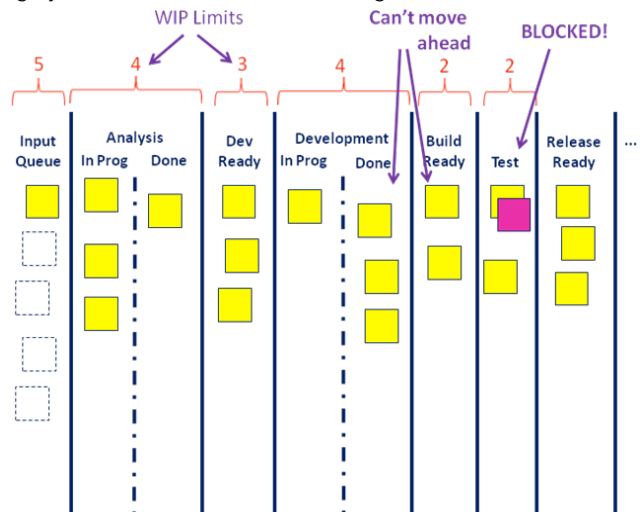 WIP Limits
Can't move
ahead
BLOCKED!
5
4
3
4
2
2
Input
Queue
Analysis
In Prog
Done
Dev
Ready
Development
In Prog
Done
Build
Ready
Test
Release
Ready
...